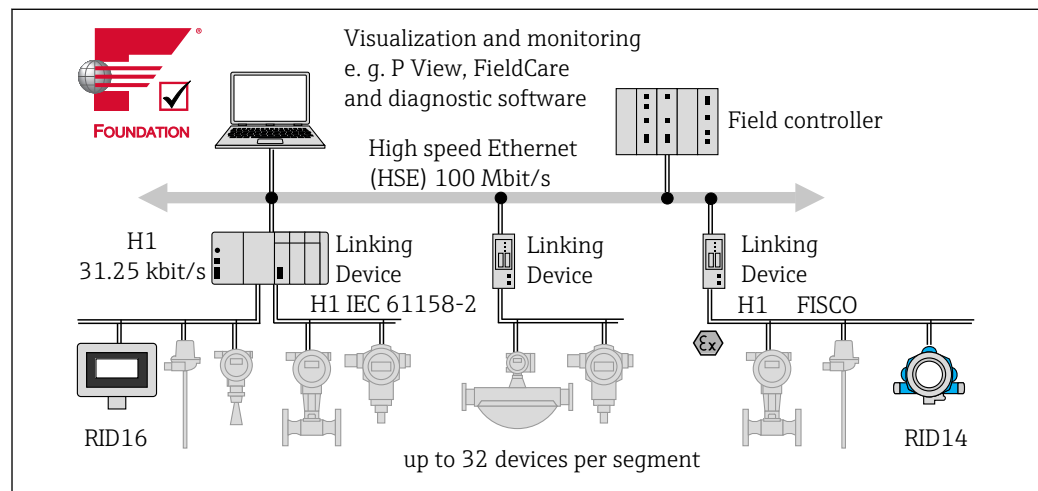 ®
FOUNDATION
Visualization and monitoring
e. g. P View, FieldCare
and diagnostic software
Field controller
High speed Ethernet
(HSE) 100 Mbit/s
H1
31.25 kbit/s
Linking
Device
Linking
Device
Linking
Device
H1 IEC 61158-2
H1 FISCO
εx
RID16
RID14
up to 32 devices per segment